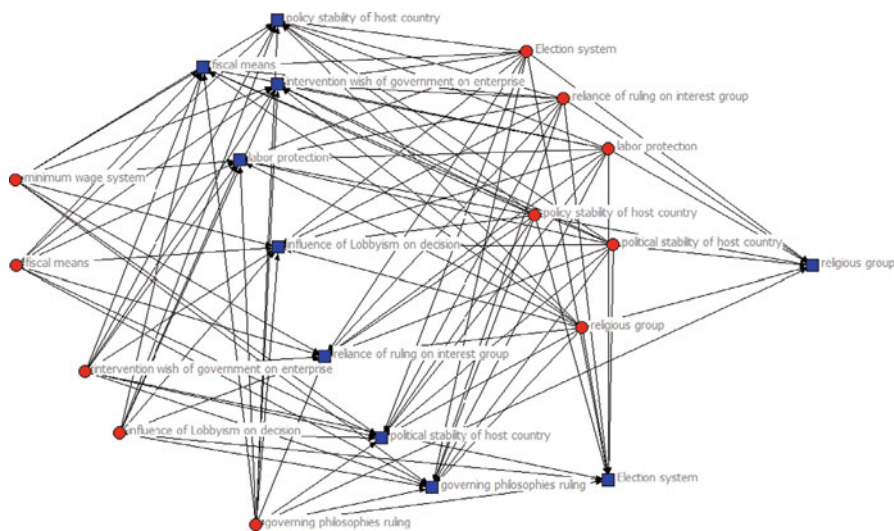 policy stability of host country
Election system
fiscal means
intervention wish of government on enterprise
reliance of ruling on interest group
labor protection
labor protection
minimum wage system
policy stability of host country
influence of Lobbyism on decision
political stability of host country
fiscal means
religious group
religious group
reliance of ruling on interest group
intervention wish of government on enterprise
influence of Lobbyism on decision
political stability of host country
Election system
governing philosophies ruling
governing philosophies ruling